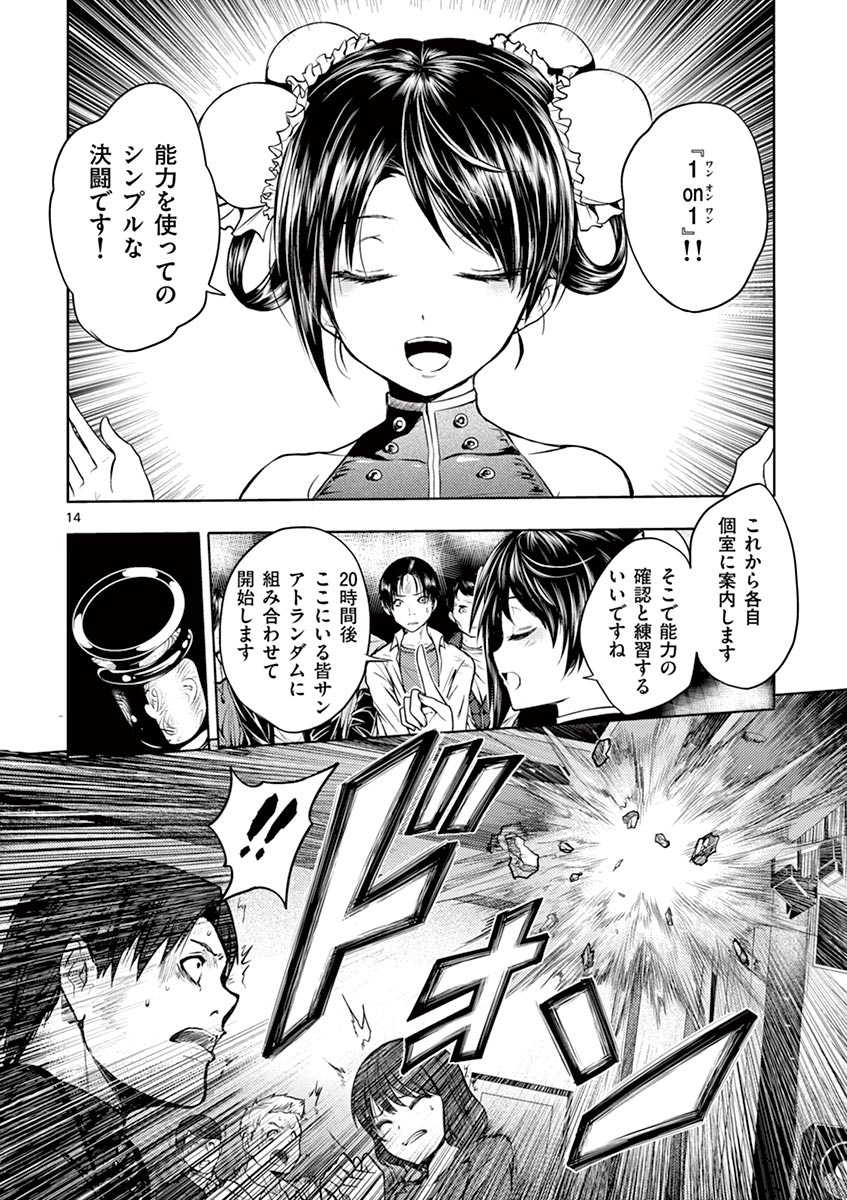 『1 on 1』!!
ワン オン ワン
能力を使っての
シンプルな
決闘です!
14
これから各自
個室に案内します
そこで能力の
確認と練習する
いいですね
20時間後
ここにいる皆サン
アトランダムに
組み合わせて
開始します
ドォン
!!